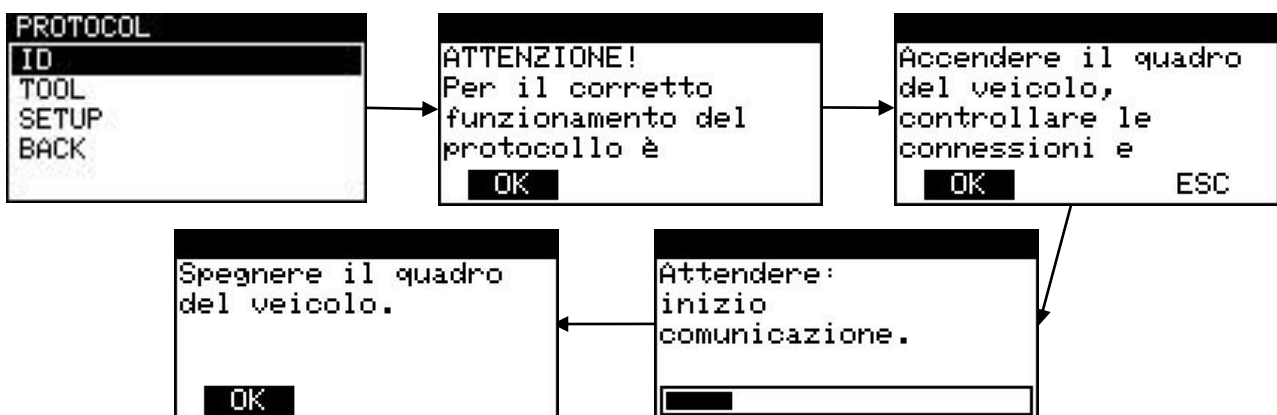 PROTOCOL
ID
TOOL
SETUP
BACK
ATTENZIONE!
Per il corretto
funzionamento del
protocollo è
OK
Accendere il quadro
del veicolo,
controllare le
connessioni e
OK ESC
Spegnere il quadro
del veicolo.
OK
Attendere:
inizio
comunicazione.